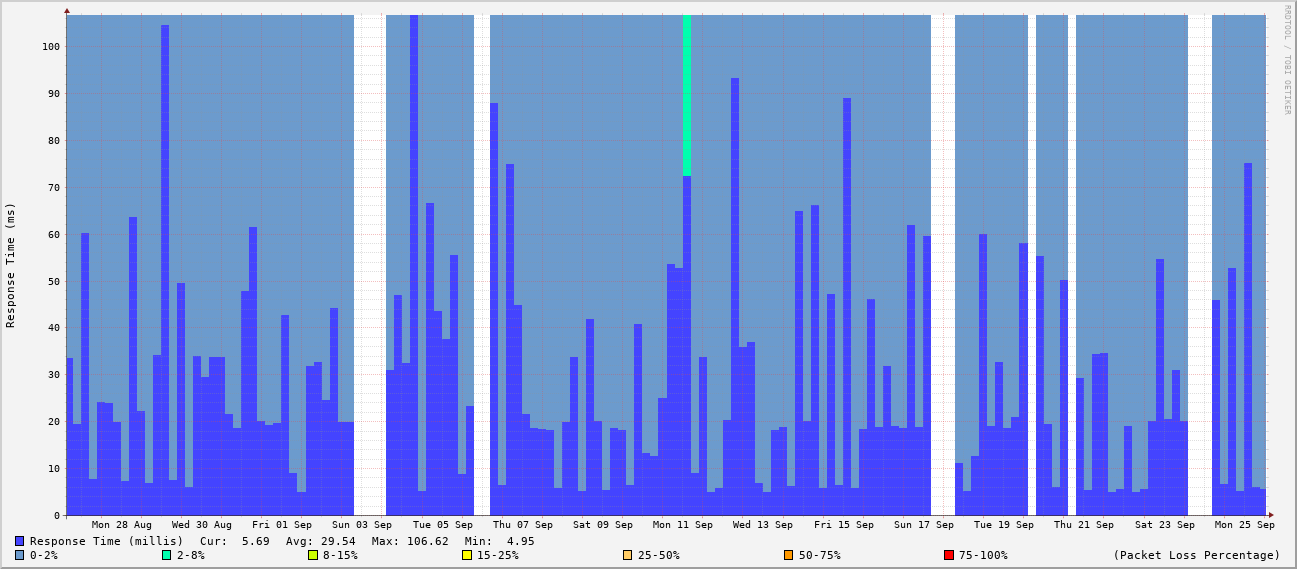 RRDTOOL / TOBI OETIKER
Response Time (ms)
100
90
80
70
60
50
40
30
20
10
0
Mon 28 Aug Wed 30 Aug Fri 01 Sep Sun 03 Sep Tue 05 Sep Thu 07 Sep Sat 09 Sep Mon 11 Sep Wed 13 Sep Fri 15 Sep Sun 17 Sep Tue 19 Sep Thu 21 Sep Sat 23 Sep Mon 25 Sep
Response Time (millis) Cur: 5.69 Avg: 29.54 Max: 106.62 Min: 4.95
0-2% 2-8% 8-15% 15-25% 25-50% 50-75% 75-100% (Packet Loss Percentage)